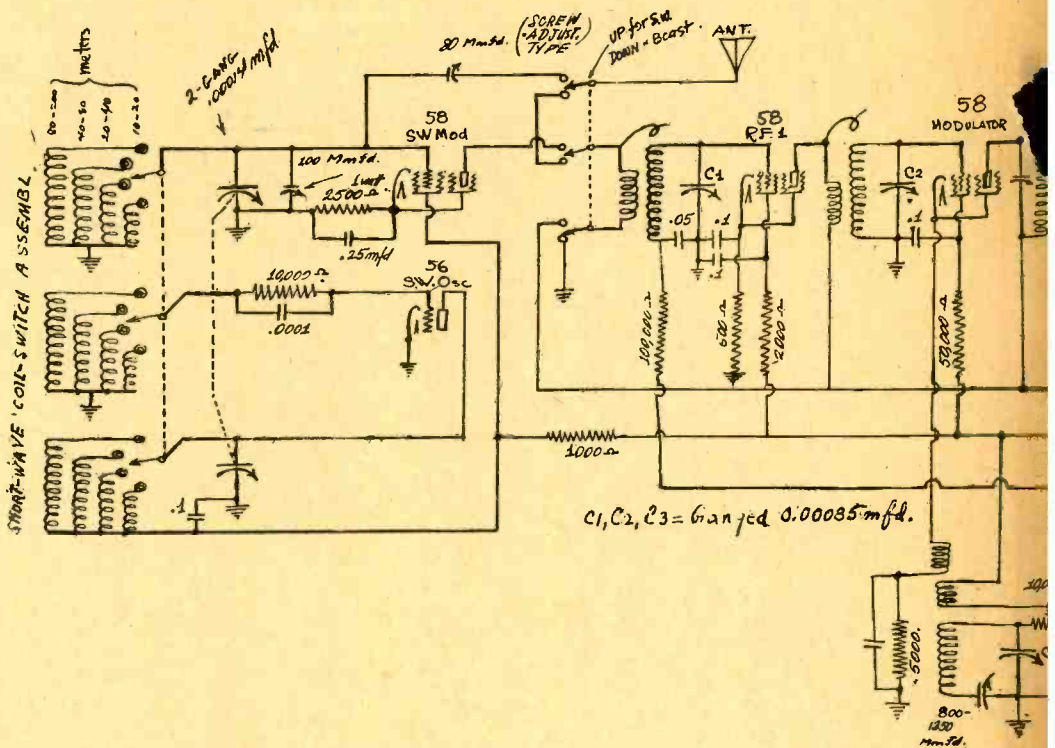 80-200
40-80
20-40
10-20
meters
SHORT-WAVE COIL-SWITCH ASSEMBL.
2-GANG
.00014 mfd.
80 Mmfd.
(SCREW
ADJUST.
TYPE)
UP for S.W.
DOWN = Bcast.
ANT.
58
SW Mod
100 Mmfd.
1 watt
2500 Ω
.25 mfd
10,000 Ω
.0001
56
S.W. Osc
.1
1000 Ω
58
RF 1
C1
.05
.1
.1
100,000 Ω
500 Ω
2000 Ω
58
MODULATOR
C2
.1
50,000 Ω
C1, C2, C3 = Ganged 0.00035 mfd.
5000.
800-
1250
Mmfd.